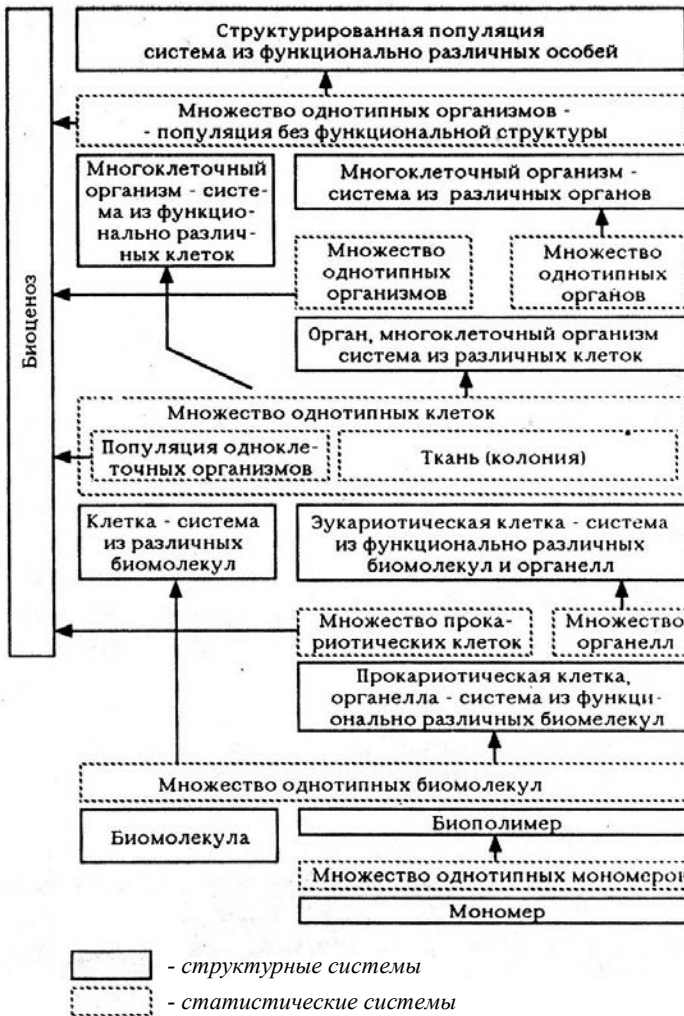 Структурированная популяция
система из функционально различных особей
Множество однотипных организмов -
- популяция без функциональной структуры
Многоклеточный
организм - систе-
ма из функцио-
нально различ-
ных клеток
Многоклеточный организм -
система из различных органов
Множество
однотипных
организмов
Множество
однотипных
органов
Биоценоз
Орган, многоклеточный организм
система из различных клеток
Множество однотипных клеток
Популяция одноклe-
точных организмов
Ткань (колония)
Клетка - система
из различных
биомолекул
Эукариотическая клетка - система
из функционально различных
биомолекул и органелл
Множество прока-
риотических клеток
Множество
органелл
Прокариотическая клетка,
органелла - система из функци-
онально различных биомелекул
Множество однотипных биомолекул
Биомолекула
Биополимер
Множество однотипных мономеров
Мономер
- структурные системы
- статистические системы